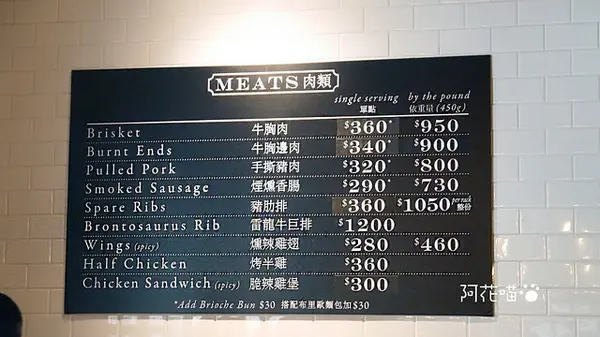 MEATS 肉類
single serving by the pound
單點 依重量 (450g)
Brisket 牛胸肉 $360* $950
Burnt Ends 牛胸邊肉 $340* $900
Pulled Pork 手撕豬肉 $320* $800
Smoked Sausage 煙燻香腸 $290* $730
Spare Ribs 豬肋排 $360 $1050 per rack 整份
Brontosaurus Rib 雷龍牛巨排 $1200
Wings (spicy) 燻辣雞翅 $280 $460
Half Chicken 烤半雞 $360
Chicken Sandwich (spicy) 脆辣雞堡 $300
*Add Brioche Bun $30 搭配布里歐麵包加$30
阿花喵